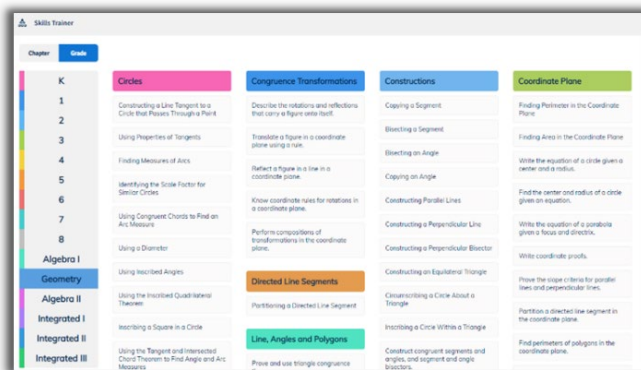 Skills Trainer
Chapter
Grade
K
1
2
3
4
5
6
7
8
Algebra I
Geometry
Algebra II
Integrated I
Integrated II
Integrated III
Circles
Constructing a Line Tangent to a
Circle that Passes Through a Point
Using Properties of Tangents
Finding Measures of Arcs
Identifying the Scale Factor for
Similar Circles
Using Congruent Chords to Find an
Arc Measure
Using a Diameter
Using Inscribed Angles
Using the Inscribed Quadrilateral
Theorem
Inscribing a Square in a Circle
Using the Tangent and Intersected
Chord Theorem to Find Angle and Arc
Measures
Congruence Transformations
Describe the rotations and reflections
that carry a figure onto itself.
Translate a figure in a coordinate
plane using a rule.
Reflect a figure in a line in a
coordinate plane.
Know coordinate rules for rotations in
a coordinate plane.
Perform compositions of
transformations in the coordinate
plane.
Directed Line Segments
Partitioning a Directed Line Segment
Line, Angles and Polygons
Prove and use triangle congruence
Constructions
Copying a Segment
Bisecting a Segment
Bisecting an Angle
Copying an Angle
Constructing Parallel Lines
Constructing a Perpendicular Line
Constructing a Perpendicular Bisector
Constructing an Equilateral Triangle
Circumscribing a Circle About a
Triangle
Inscribing a Circle Within a Triangle
Construct congruent segments and
angles, and segment and angle
bisectors.
Coordinate Plane
Finding Perimeter in the Coordinate
Plane
Finding Area in the Coordinate Plane
Write the equation of a circle given a
center and a radius.
Find the center and radius of a circle
given an equation.
Write the equation of a parabola
given a focus and directrix.
Write coordinate proofs.
Prove the slope criteria for parallel
lines and perpendicular lines.
Partition a directed line segment in
the coordinate plane.
Find perimeters of polygons in the
coordinate plane.